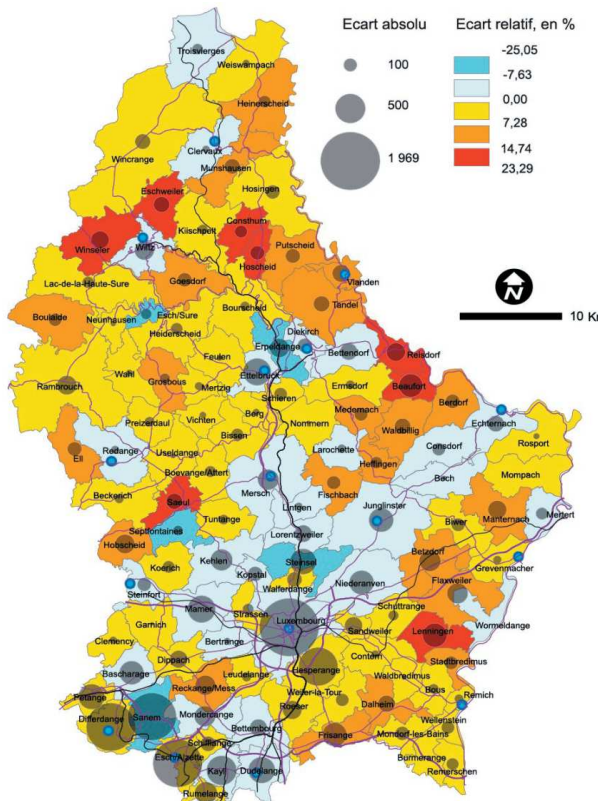 Ecart absolu
100
500
1 969
Ecart relatif, en %
-25,05
-7,63
0,00
7,28
14,74
23,29
N
10 Km
Troisvierges
Weiswampach
Heinerscheid
Wincrange
Clervaux
Munshausen
Eschweiler
Hosingen
Kiischpelt
Consthum
Winseler
Wiltz
Putscheid
Hoscheid
Vianden
Lac-de-la-Haute-Sure
Goesdorf
Tandel
Boulaide
Neunhausen
Esch/Sure
Bourscheid
Heiderscheid
Diekirch
Erpeldange
Bettendorf
Reisdorf
Feulen
Wahl
Ettelbruck
Rambrouch
Grosbous
Mertzig
Ermsdorf
Beaufort
Schieren
Berdorf
Vichten
Berg
Nommern
Medernach
Echternach
Preizerdaul
Bissen
Waldbillig
Rosport
Ell
Redange
Useldange
Larochette
Consdorf
Heffingen
Boevange/Attert
Bech
Mompach
Beckerich
Mersch
Fischbach
Saeul
Lintgen
Junglinster
Manternach
Mertert
Tuntange
Biwer
Septfontaines
Lorentzweiler
Hobscheid
Betzdorf
Kehlen
Steinsel
Grevenmacher
Koerich
Kopstal
Niederanven
Flaxweiler
Walferdange
Steinfort
Mamer
Strassen
Schuttrange
Garnich
Luxembourg
Sandweiler
Wormeldange
Clemency
Bertrange
Lenningen
Dippach
Contern
Stadtbredimus
Bascharage
Leudelange
Hesperange
Waldbredimus
Reckange/Mess
Weiler-la-Tour
Bous
Remich
Petange
Dalheim
Sanem
Mondercange
Roeser
Wellenstein
Differdange
Bettembourg
Mondorf-les-Bains
Schifflange
Frisange
Burmerange
Esch/Alzette
Kayl
Dudelange
Remerschen
Rumelange